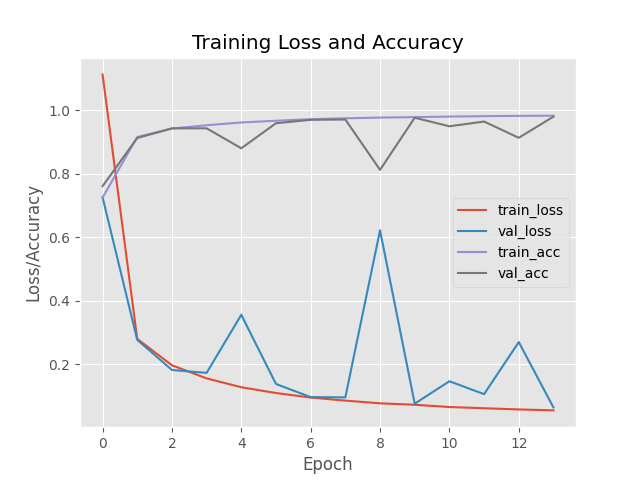 Training Loss and Accuracy
Loss/Accuracy
1.0
0.8
0.6
0.4
0.2
train_loss
val_loss
train_acc
val_acc
0 2 4 6 8 10 12
Epoch